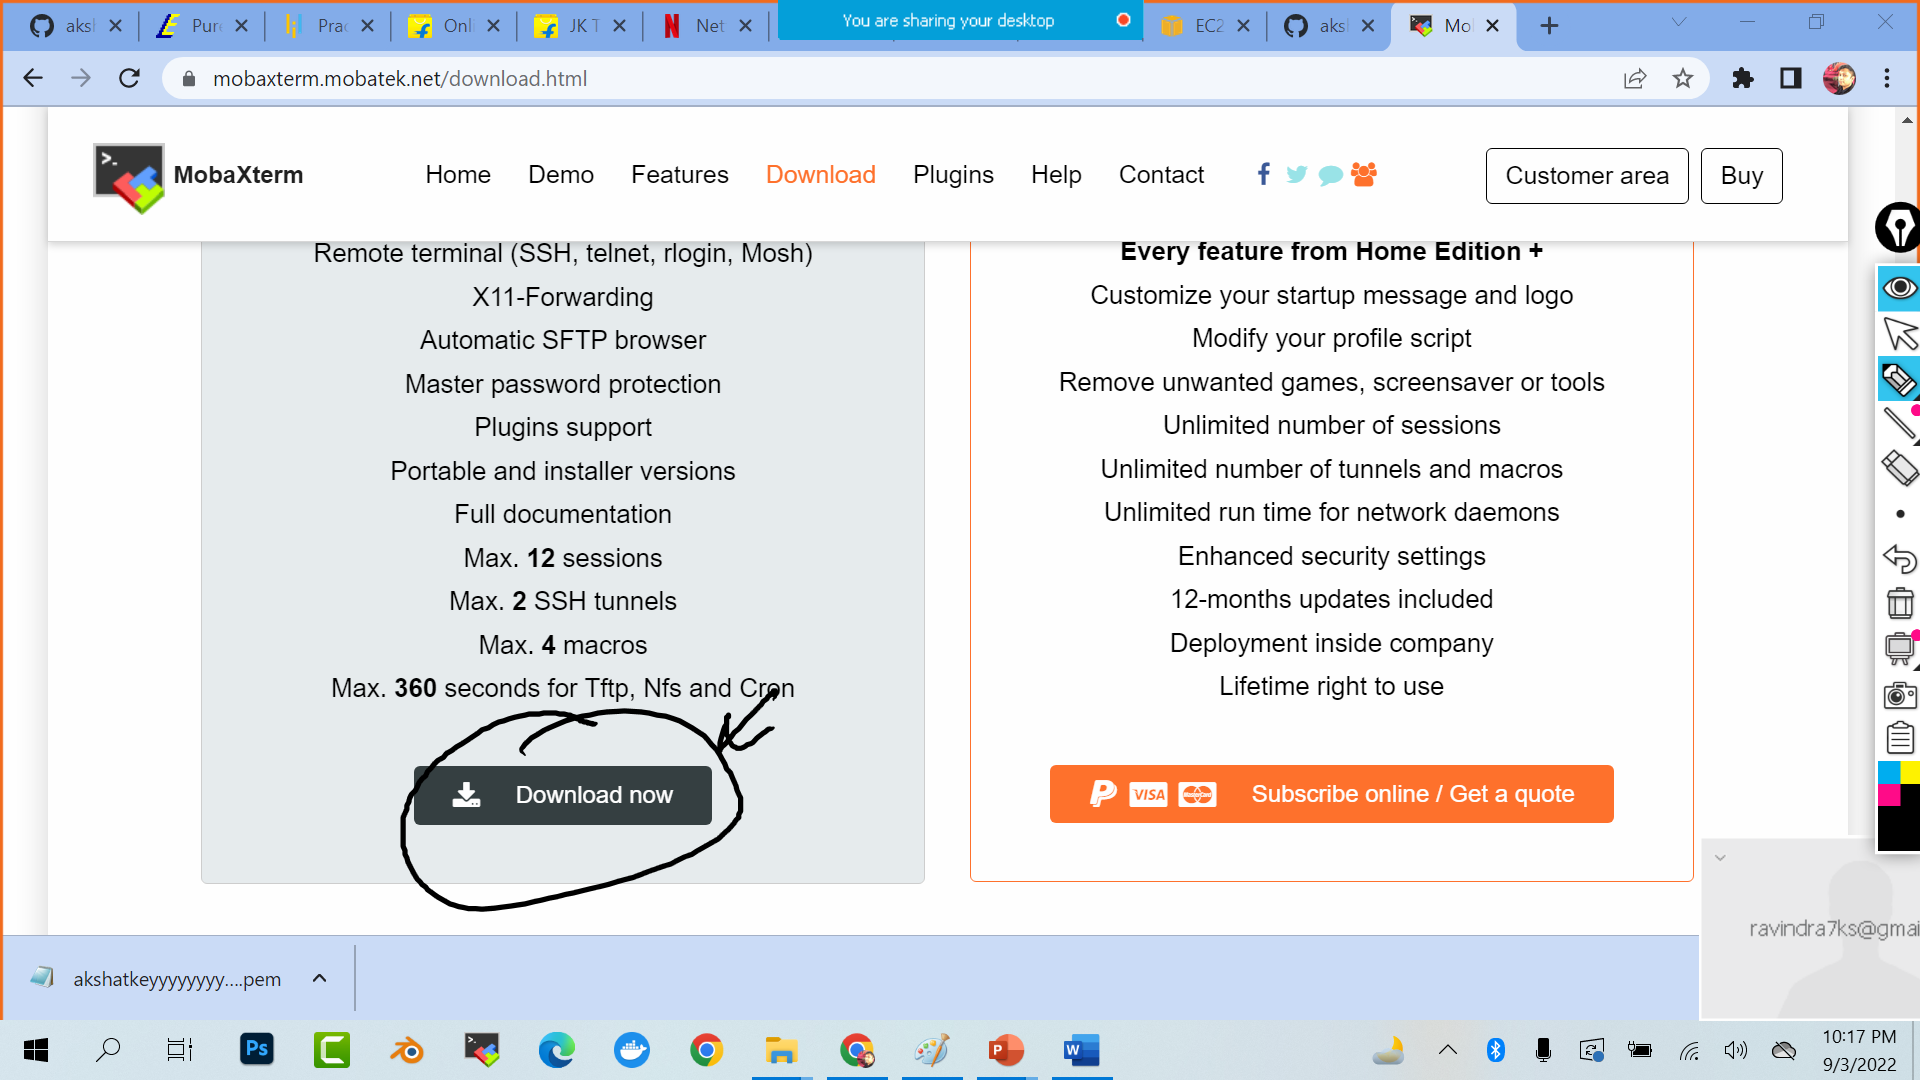 aksh
Pure
Prac
Onli
JK T
Net
You are sharing your desktop
EC2
aks
Mo
mobaxterm.mobatek.net/download.html
MobaXterm
Home
Demo
Features
Download
Plugins
Help
Contact
Customer area
Buy
Remote terminal (SSH, telnet, rlogin, Mosh)
X11-Forwarding
Automatic SFTP browser
Master password protection
Plugins support
Portable and installer versions
Full documentation
Max. 12 sessions
Max. 2 SSH tunnels
Max. 4 macros
Max. 360 seconds for Tftp, Nfs and Cron
Download now
Every feature from Home Edition +
Customize your startup message and logo
Modify your profile script
Remove unwanted games, screensaver or tools
Unlimited number of sessions
Unlimited number of tunnels and macros
Unlimited run time for network daemons
Enhanced security settings
12-months updates included
Deployment inside company
Lifetime right to use
VISA
Subscribe online / Get a quote
ravindra7ks@gmai
akshatkeyyyyyyyy....pem
Ps
10:17 PM
9/3/2022